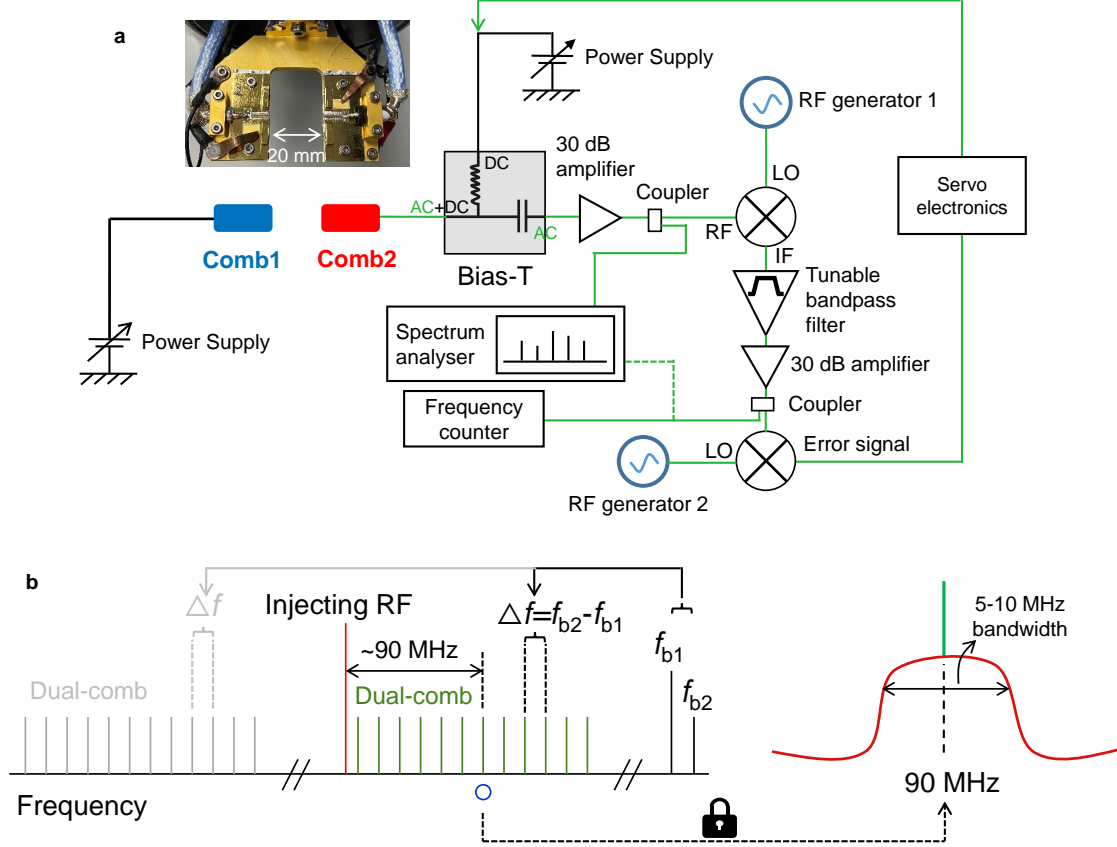 a
20 mm
Power Supply
RF generator 1
30 dB
amplifier
DC
Coupler
LO
Servo
electronics
AC+DC
AC
RF
IF
Comb1
Comb2
Bias-T
Tunable
bandpass
filter
Power Supply
Spectrum
analyser
30 dB amplifier
Frequency
counter
Coupler
LO
Error signal
RF generator 2
b
△f
Injecting RF
△f=fb2-fb1
5-10 MHz
bandwidth
~90 MHz
fb1
Dual-comb
Dual-comb
fb2
90 MHz
Frequency